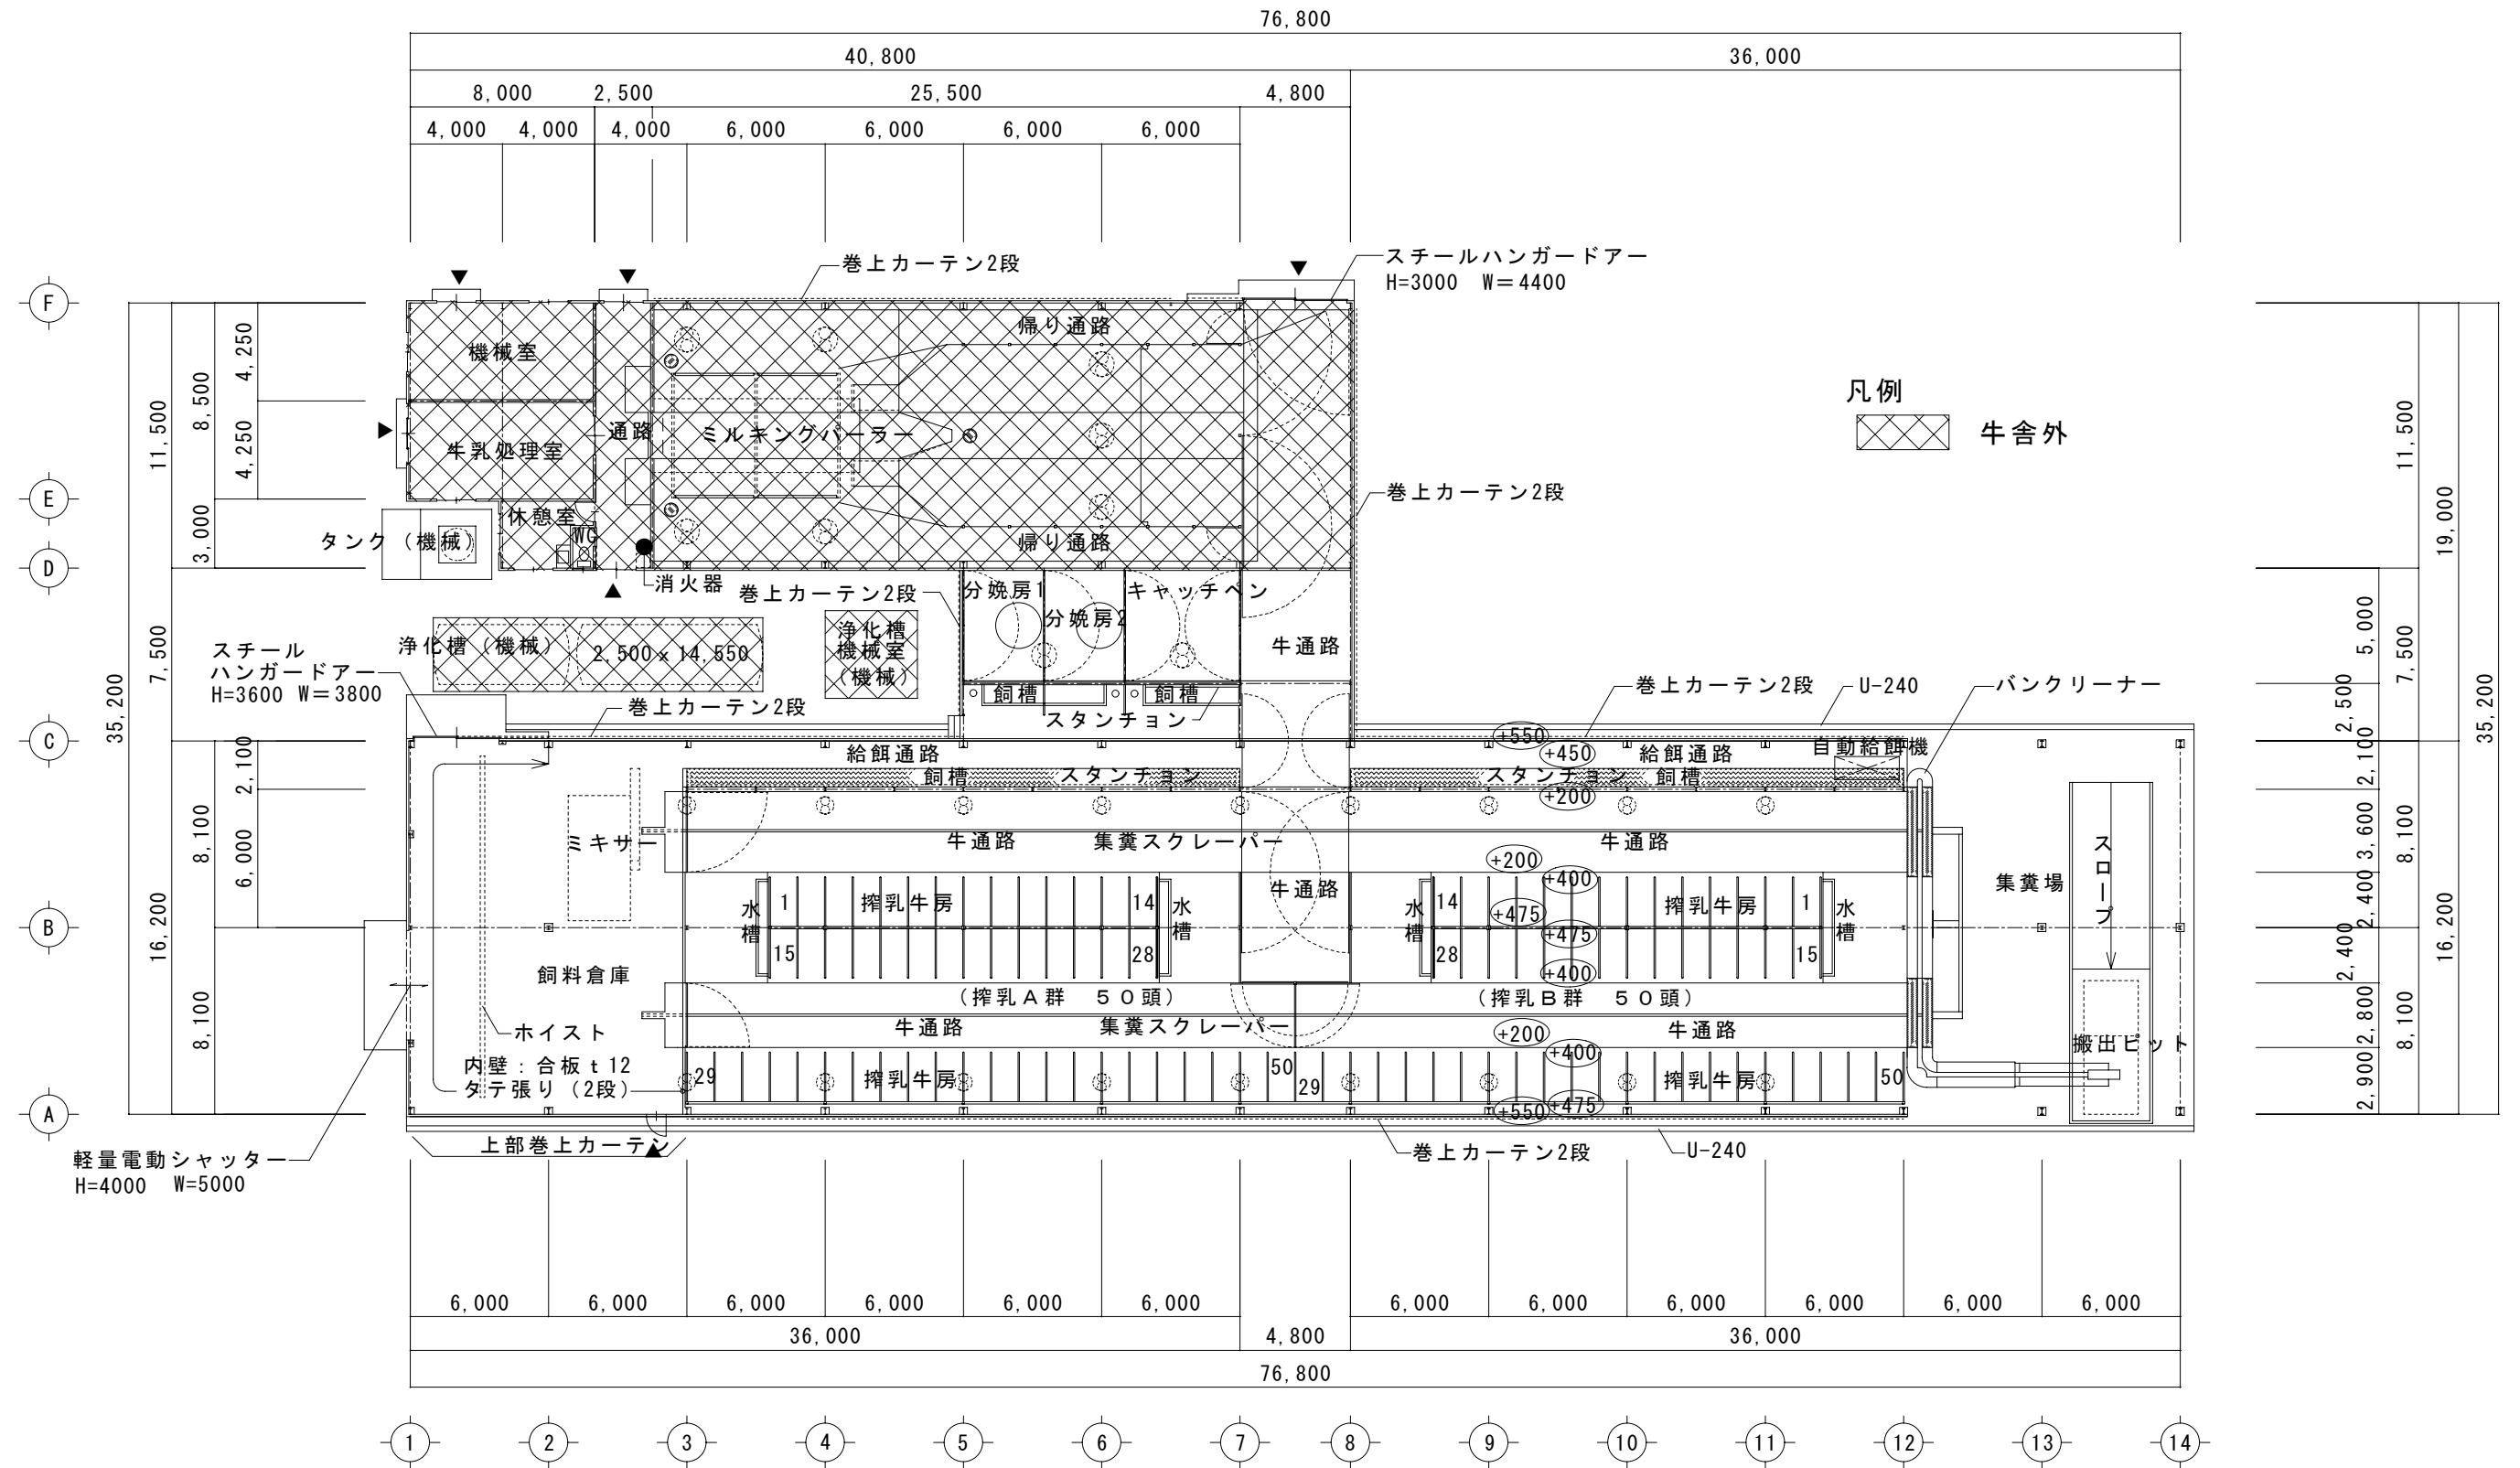 76,800
40,800
36,000
8,000
2,500
25,500
4,800
4,000
4,000
4,000
6,000
6,000
6,000
6,000
巻上カーテン2段
スチールハンガードアー
H=3000 W=4400
F
E
D
C
B
A
35,200
11,500
7,500
16,200
8,500
3,000
8,100
8,100
4,250
4,250
2,100
6,000
機械室
牛乳処理室
通路
休憩室
WC
タンク(機械)
消火器
帰り通路
ミルキングパーラー
帰り通路
凡例
牛舎外
巻上カーテン2段
巻上カーテン2段
分娩房1
分娩房2
キャッチペン
牛通路
飼槽
飼槽
スタンチョン
浄化槽(機械)
2,500x14,550
浄化槽
機械室
(機械)
スチール
ハンガードアー
H=3600 W=3800
巻上カーテン2段
巻上カーテン2段
U-240
バンクリーナー
給餌通路
+550
+450
給餌通路
自動給餌機
飼槽
スタンチョン
スタンチョン
飼槽
+200
ミキサー
牛通路
集糞スクレーパー
牛通路
+200
+400
牛通路
水槽
1
搾乳牛房
14
水槽
15
28
水槽
14
+475
搾乳牛房
1
水槽
28
+475
15
+400
集糞場
スロープ
飼料倉庫
(搾乳A群 50頭)
(搾乳B群 50頭)
ホイスト
牛通路
集糞スクレーパー
+200
牛通路
+400
搬出ピット
内壁:合板t12
タテ張り(2段)
29
搾乳牛房
50
29
搾乳牛房
50
+550
+475
上部巻上カーテン
軽量電動シャッター
H=4000 W=5000
巻上カーテン2段
U-240
11,500
19,000
35,200
5,000
7,500
2,500
2,100
3,600
8,100
2,400
2,400
16,200
2,800
8,100
2,900
6,000
6,000
6,000
6,000
6,000
6,000
6,000
6,000
6,000
6,000
6,000
6,000
36,000
4,800
36,000
76,800
1
2
3
4
5
6
7
8
9
10
11
12
13
14